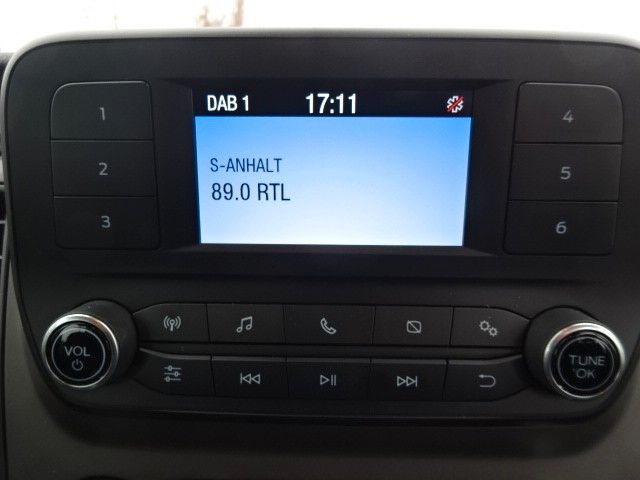 DAB 1 17:11
S-ANHALT
89.0 RTL
1
2
3
4
5
6
VOL
TUNE
OK